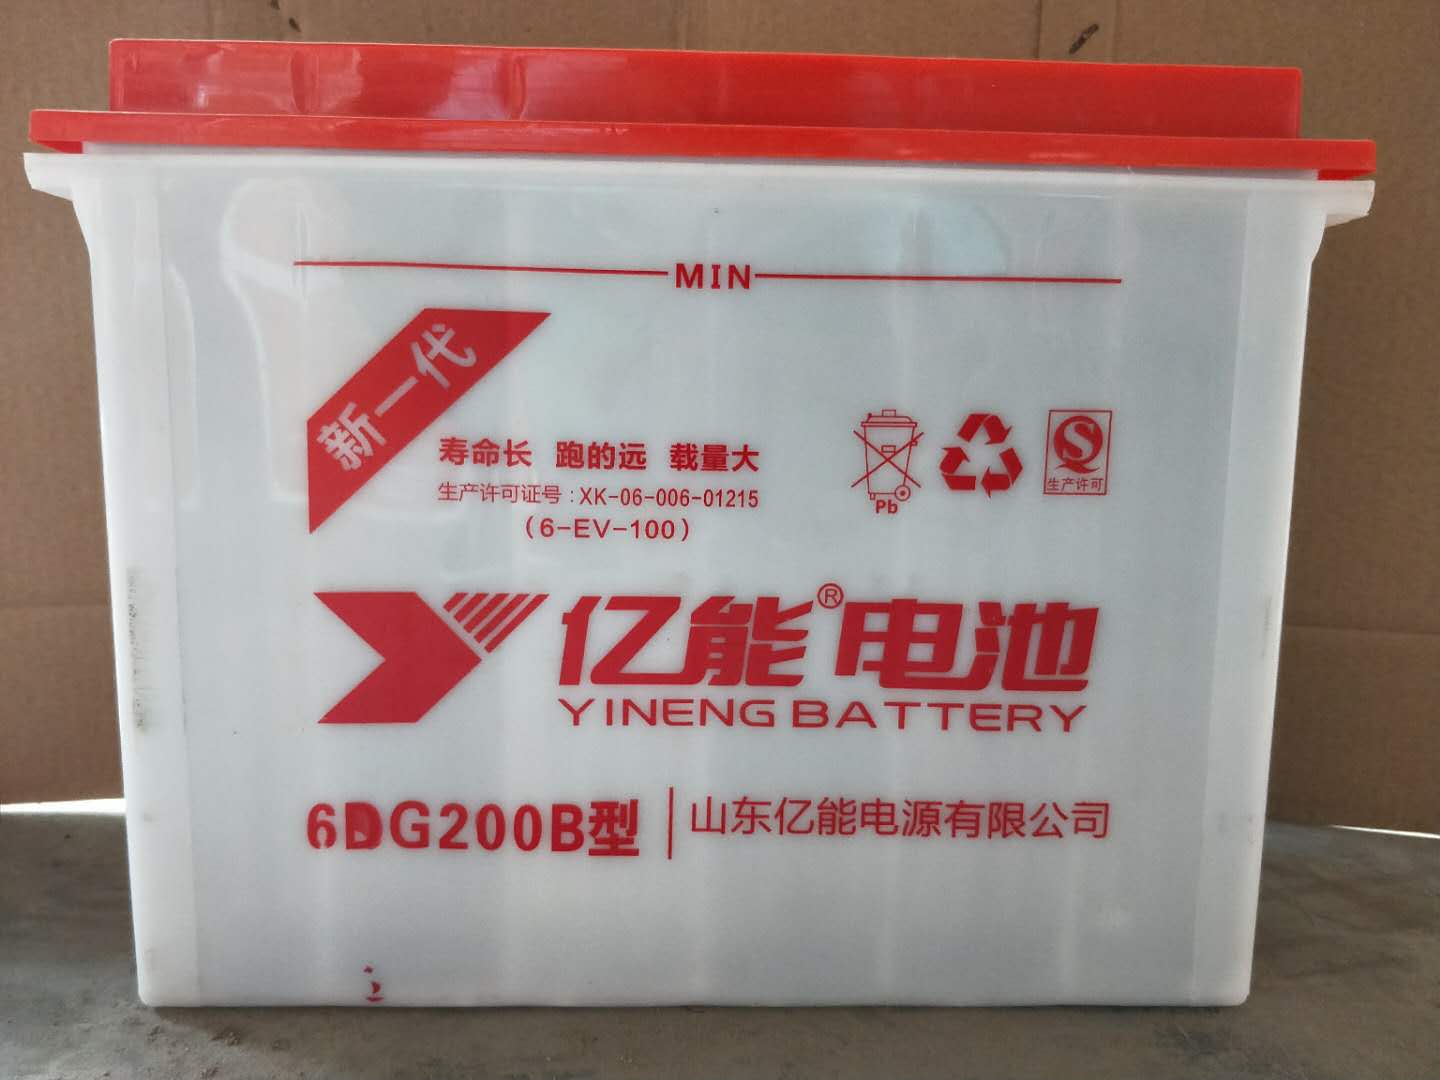 MIN
新一代
寿命长 跑的远 载量大
生产许可证号:XK-06-006-01215
(6-EV-100)
Pb
S
生产许可
亿能®电池
YINENG BATTERY
6DG200B型
山东亿能电源有限公司